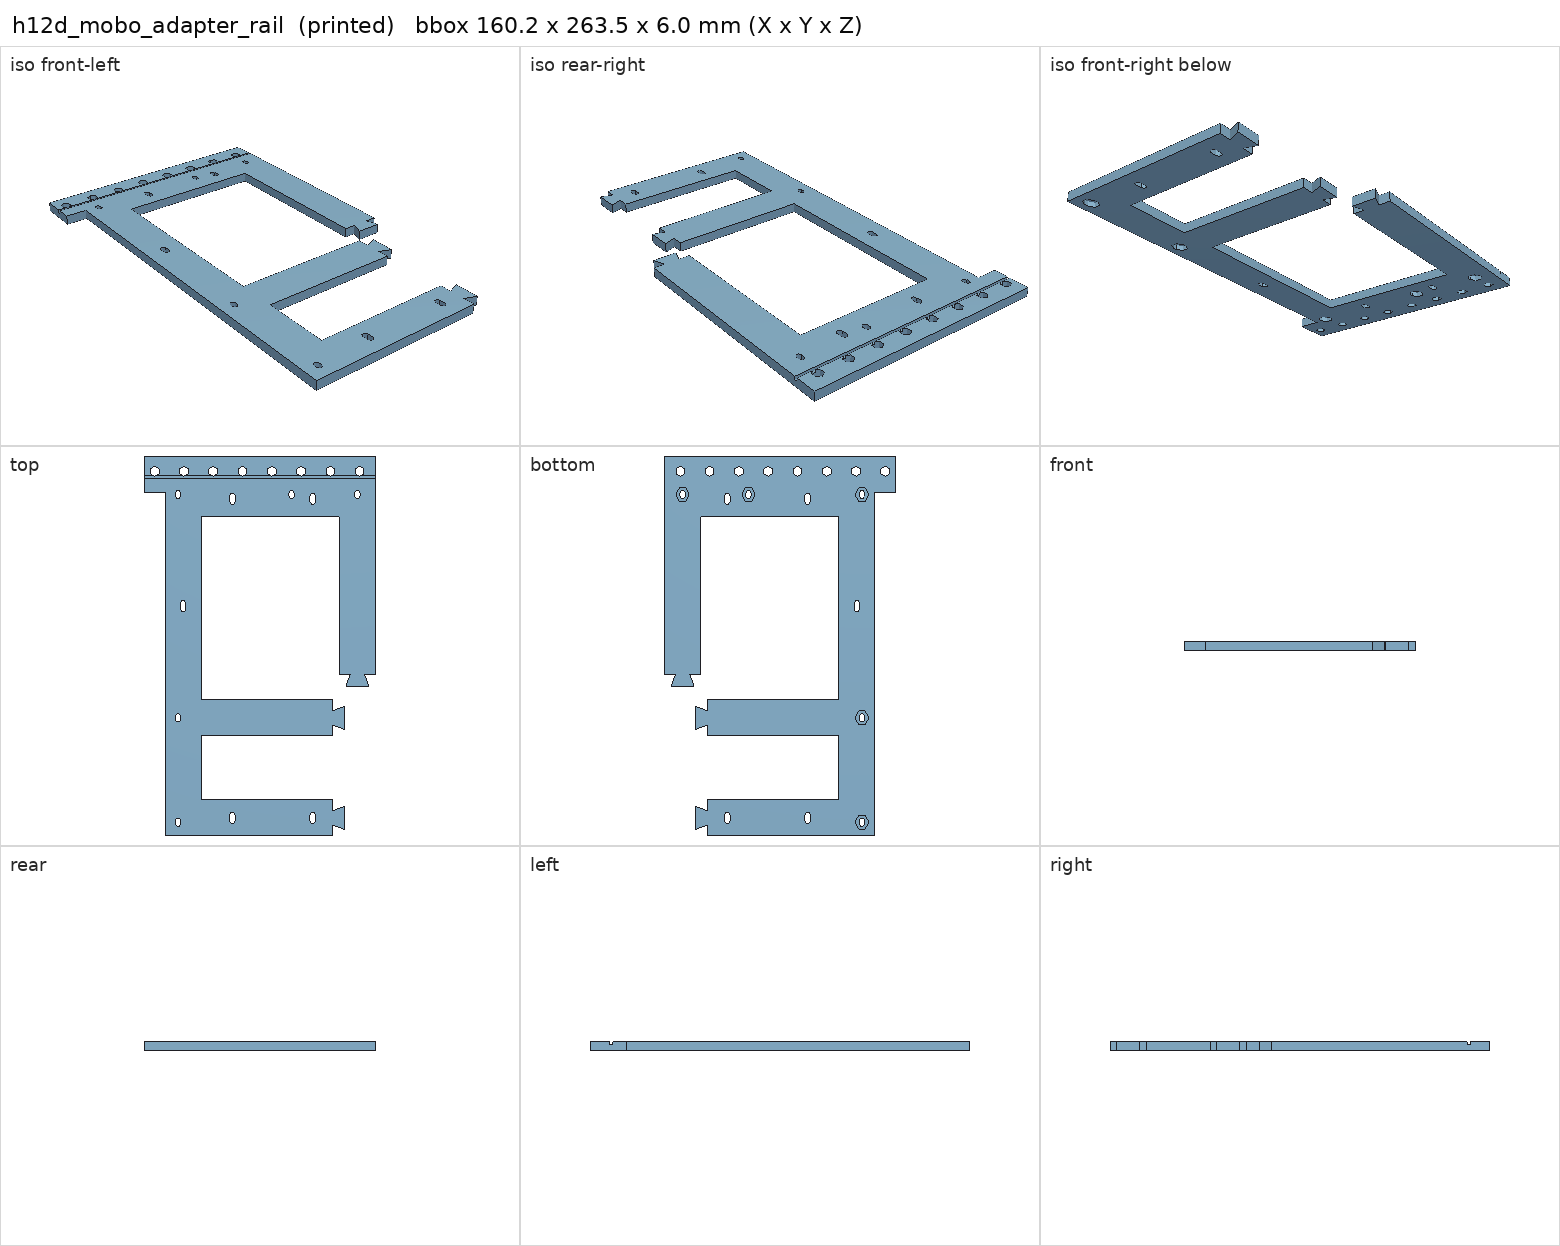 h12d_mobo_adapter_rail (printed) bbox 160.2 x 263.5 x 6.0 mm (X x Y x Z)
iso front-left
iso rear-right
iso front-right below
top
bottom
front
rear
left
right